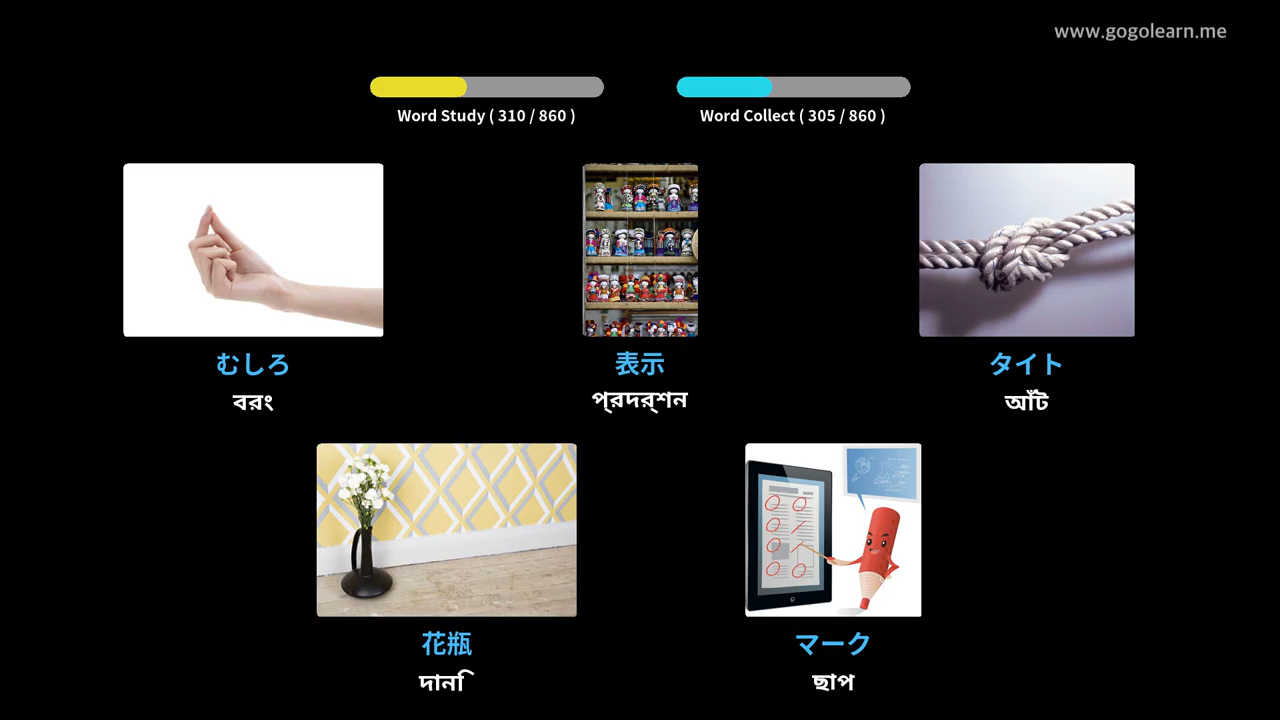 www.gogolearn.me
Word Study ( 310 / 860 )
Word Collect ( 305 / 860 )
むしろ
表示
タイト
বরং
প্রদর্শন
আঁট
花瓶
マーク
দানি
ছাপ